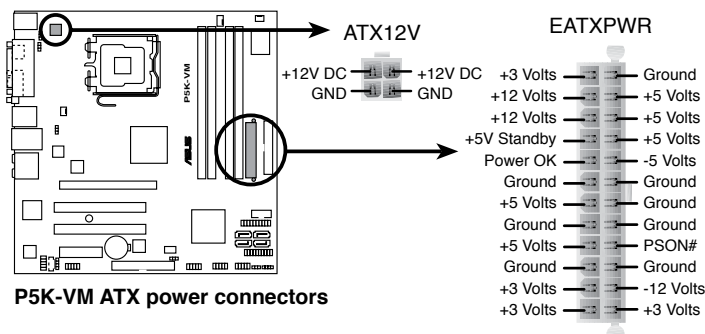 ATX12V
+12V DC +12V DC
GND GND
EATXPWR
+3 Volts Ground
+12 Volts +5 Volts
+12 Volts +5 Volts
+5V Standby +5 Volts
Power OK -5 Volts
Ground Ground
+5 Volts Ground
Ground Ground
+5 Volts PSON#
Ground Ground
+3 Volts -12 Volts
+3 Volts +3 Volts
P5K-VM
ASUS
P5K-VM ATX power connectors